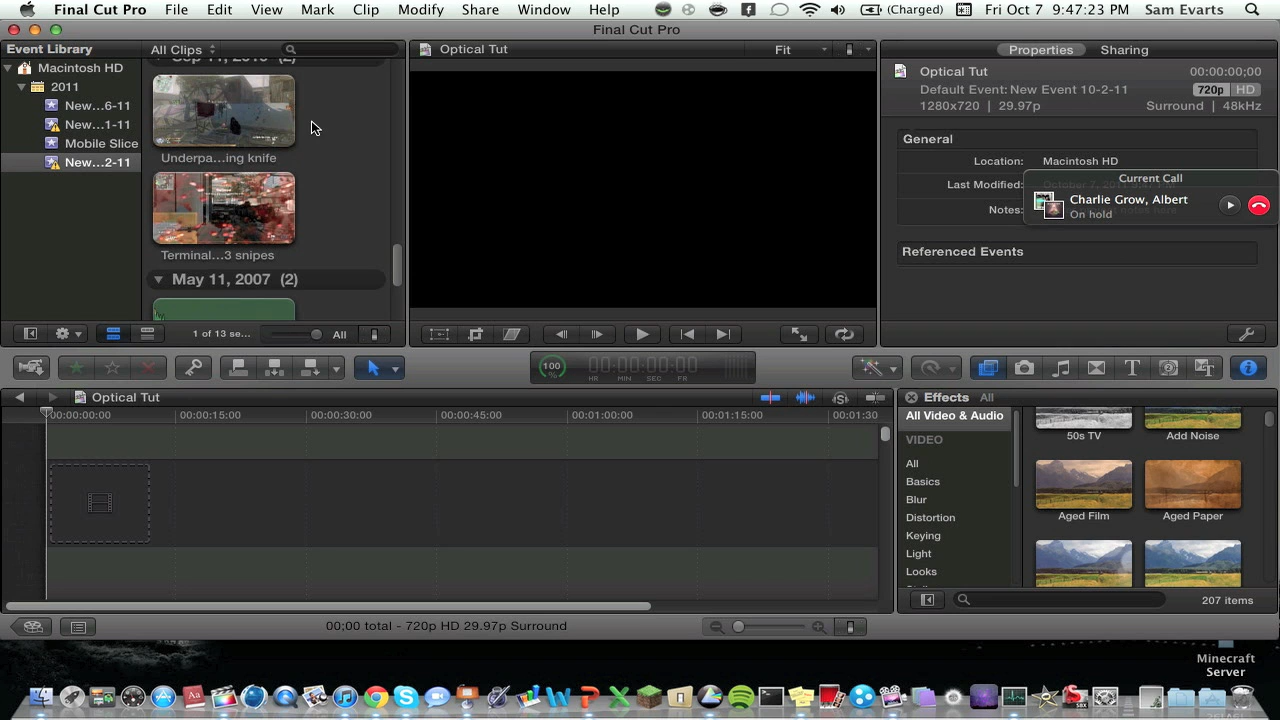 Final Cut Pro File Edit View Mark Clip Modify Share Window Help (Charged) Fri Oct 7 9:47:23 PM Sam Evarts
Final Cut Pro
Event Library
All Clips
Optical Tut
Fit
Properties
Sharing
Macintosh HD
2011
New...6-11
New...1-11
Mobile Slice
New...2-11
Underpa...ing knife
Terminal...3 snipes
May 11, 2007 (2)
1 of 13 se...
All
Optical Tut
00:00:00;00
Default Event: New Event 10-2-11
720p HD
1280x720 | 29.97p
Surround | 48kHz
General
Location: Macintosh HD
Last Modified:
Notes:
Current Call
Charlie Grow, Albert
On hold
Referenced Events
100
%
00:00:00:00
HR MIN SEC FR
Optical Tut
00:00:00:00
00:00:15:00
00:00:30:00
00:00:45:00
00:01:00:00
00:01:15:00
00:01:30
Effects All
All Video & Audio
VIDEO
All
Basics
Blur
Distortion
Keying
Light
Looks
50s TV
Add Noise
Aged Film
Aged Paper
207 items
00;00 total - 720p HD 29.97p Surround
Minecraft
Server